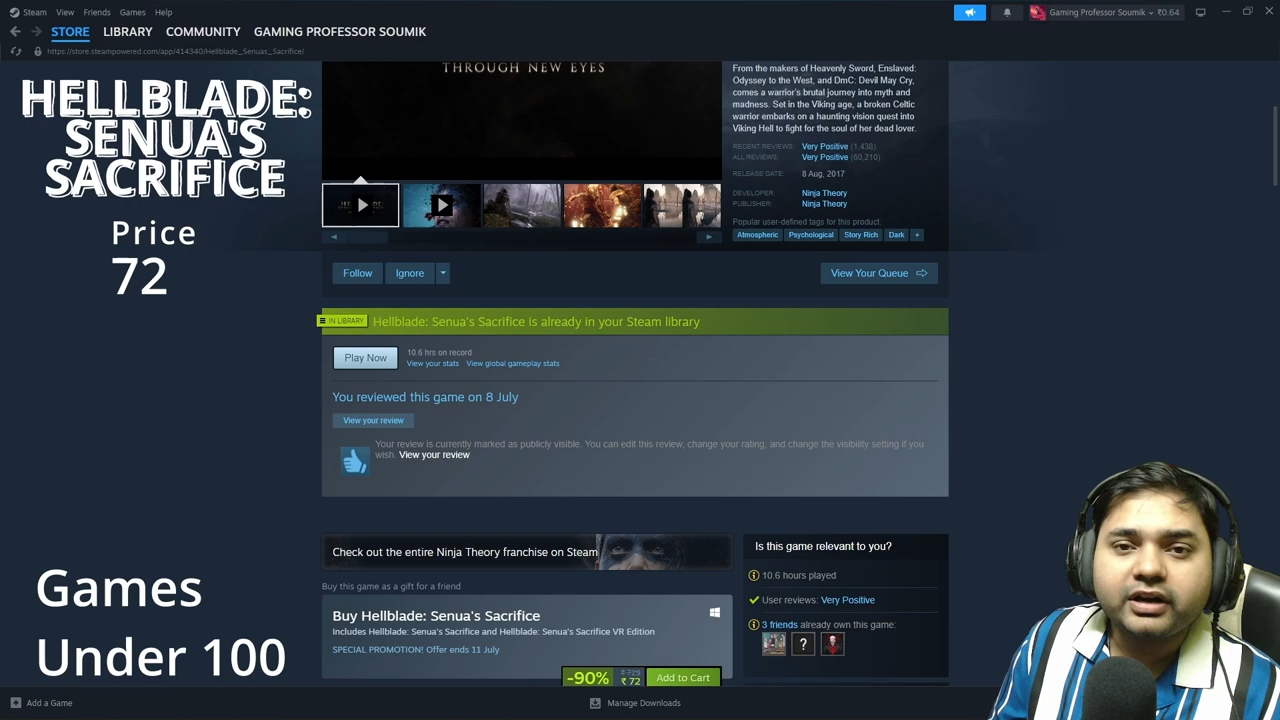 Steam View Friends Games Help
Gaming Professor Soumik ₹0.64
STORE LIBRARY COMMUNITY GAMING PROFESSOR SOUMIK
https://store.steampowered.com/app/414340/Hellblade_Senuas_Sacrifice/
HELLBLADE:
SENUA'S
SACRIFICE
Price
72
THROUGH NEW EYES
From the makers of Heavenly Sword, Enslaved:
Odyssey to the West, and DmC: Devil May Cry,
comes a warrior's brutal journey into myth and
madness. Set in the Viking age, a broken Celtic
warrior embarks on a haunting vision quest into
Viking Hell to fight for the soul of her dead lover.
RECENT REVIEWS: Very Positive (1,438)
ALL REVIEWS: Very Positive (60,210)
RELEASE DATE: 8 Aug, 2017
DEVELOPER: Ninja Theory
PUBLISHER: Ninja Theory
Popular user-defined tags for this product:
Atmospheric Psychological Story Rich Dark +
Follow Ignore
View Your Queue
IN LIBRARY Hellblade: Senua's Sacrifice is already in your Steam library
Play Now
10.6 hrs on record
View your stats View global gameplay stats
You reviewed this game on 8 July
View your review
Your review is currently marked as publicly visible. You can edit this review, change your rating, and change the visibility setting if you
wish. View your review
Check out the entire Ninja Theory franchise on Steam
Buy this game as a gift for a friend
Buy Hellblade: Senua's Sacrifice
Includes Hellblade: Senua's Sacrifice and Hellblade: Senua's Sacrifice VR Edition
SPECIAL PROMOTION! Offer ends 11 July
-90% ₹ 725 ₹ 72 Add to Cart
Is this game relevant to you?
10.6 hours played
User reviews: Very Positive
3 friends already own this game:
?
Games
Under 100
Add a Game
Manage Downloads